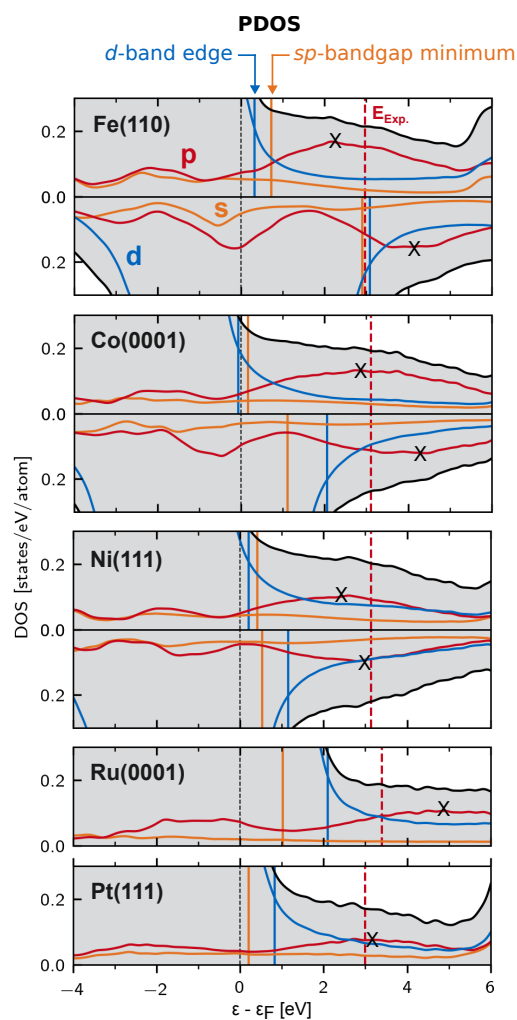 PDOS
d-band edge sp-bandgap minimum
Fe(110)
E_Exp.
X
p
0.2
0.0
s
d
X
0.2
Co(0001)
X
0.2
0.0
X
0.2
DOS [states/eV/atom]
Ni(111)
X
0.2
0.0
X
0.2
Ru(0001)
X
0.2
0.0
Pt(111)
X
0.2
0.0
−4 −2 0 2 4 6
ε - ε_F [eV]